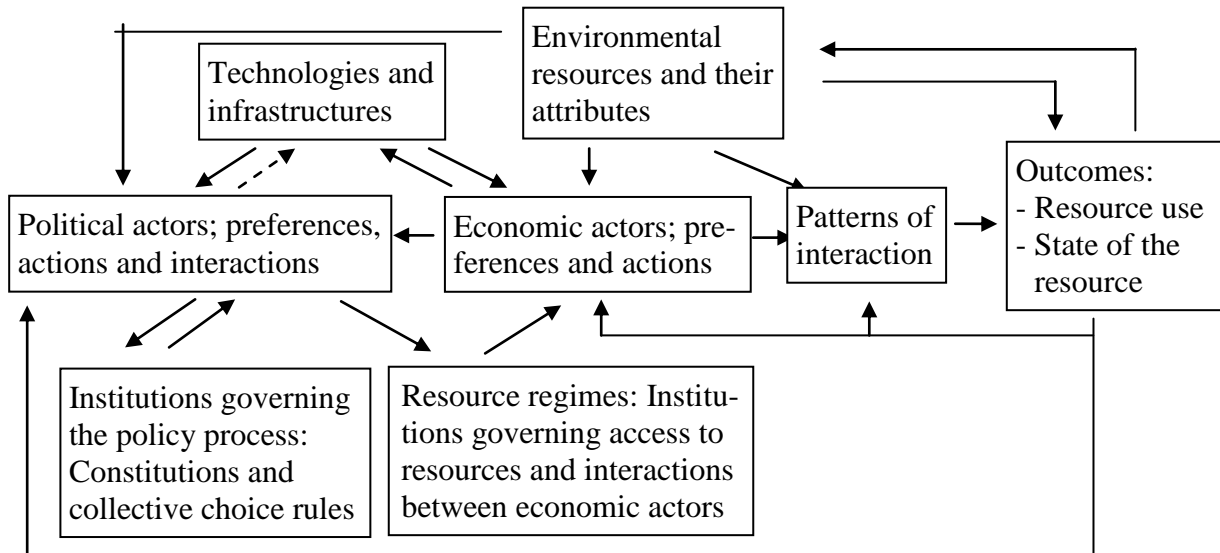 Environmental
resources and their
attributes
Technologies and
infrastructures
Outcomes:
- Resource use
- State of the
resource
Political actors; preferences,
actions and interactions
Economic actors; pre-
ferences and actions
Patterns of
interaction
Institutions governing
the policy process:
Constitutions and
collective choice rules
Resource regimes: Institu-
tions governing access to
resources and interactions
between economic actors